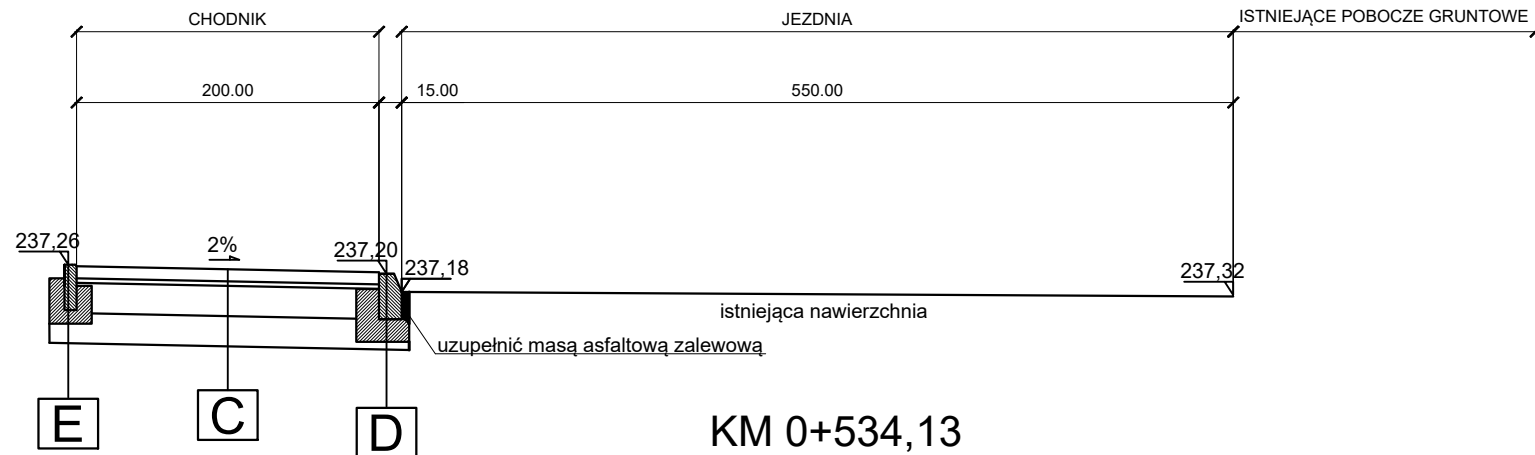 CHODNIK
JEZDNIA
ISTNIEJĄCE POBOCZE GRUNTOWE
200.00
15.00
550.00
237,26
2%
237,20
237,18
237,32
istniejąca nawierzchnia
uzupełnić masą asfaltową zalewową
E
C
D
KM 0+534,13